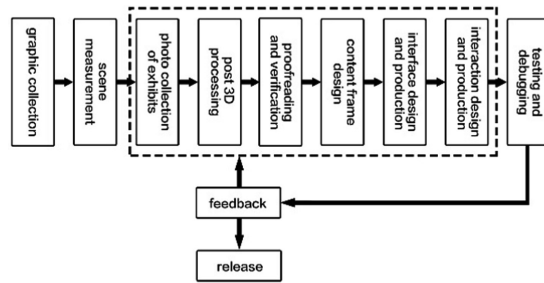 graphic collection
scene
measurement
photo collection
of exhibits
post 3D
processing
proofreading
and verification
content frame
design
interface design
and production
interaction design
and production
testing and
debugging
feedback
release